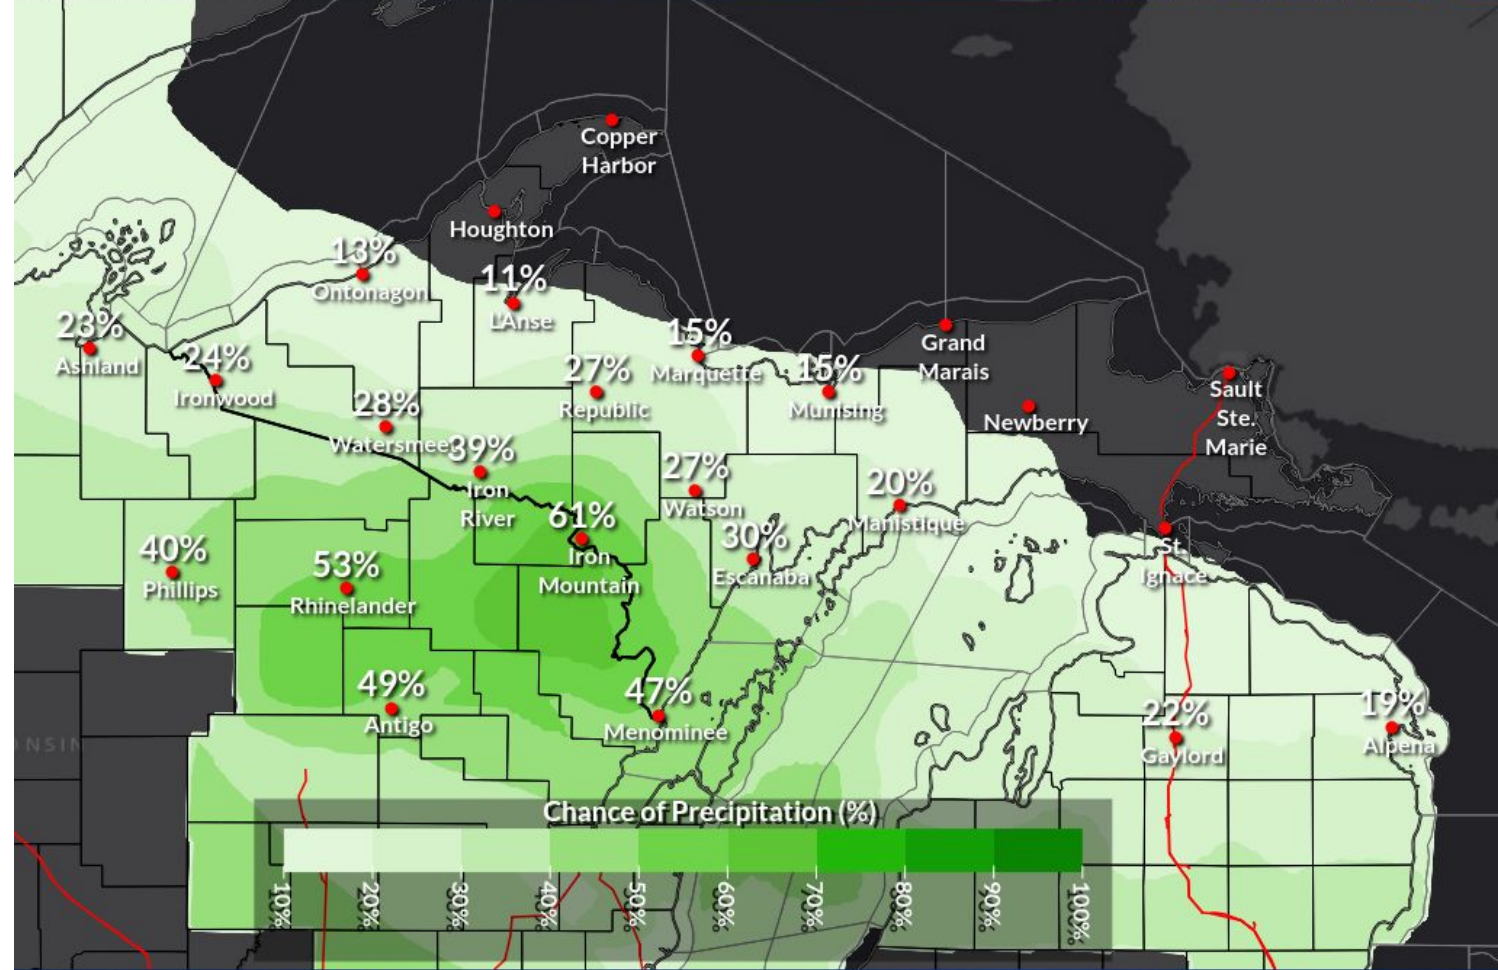 Copper
Harbor
Houghton
13%
Ontonagon
11%
L'Anse
23%
Ashland
24%
Ironwood
15%
Marquette
15%
Munising
Grand
Marais
Sault
Ste.
Marie
27%
Republic
28%
Watersmee
Newberry
39%
Iron
River
27%
Watson
20%
Manistique
61%
Iron
Mountain
30%
Escanaba
40%
Phillips
53%
Rhinelander
St.
Ignace
49%
Antigo
47%
Menominee
22%
Gaylord
19%
Alpena
ONSIN
Chance of Precipitation (%)
10%
20%
30%
40%
50%
60%
70%
80%
90%
100%